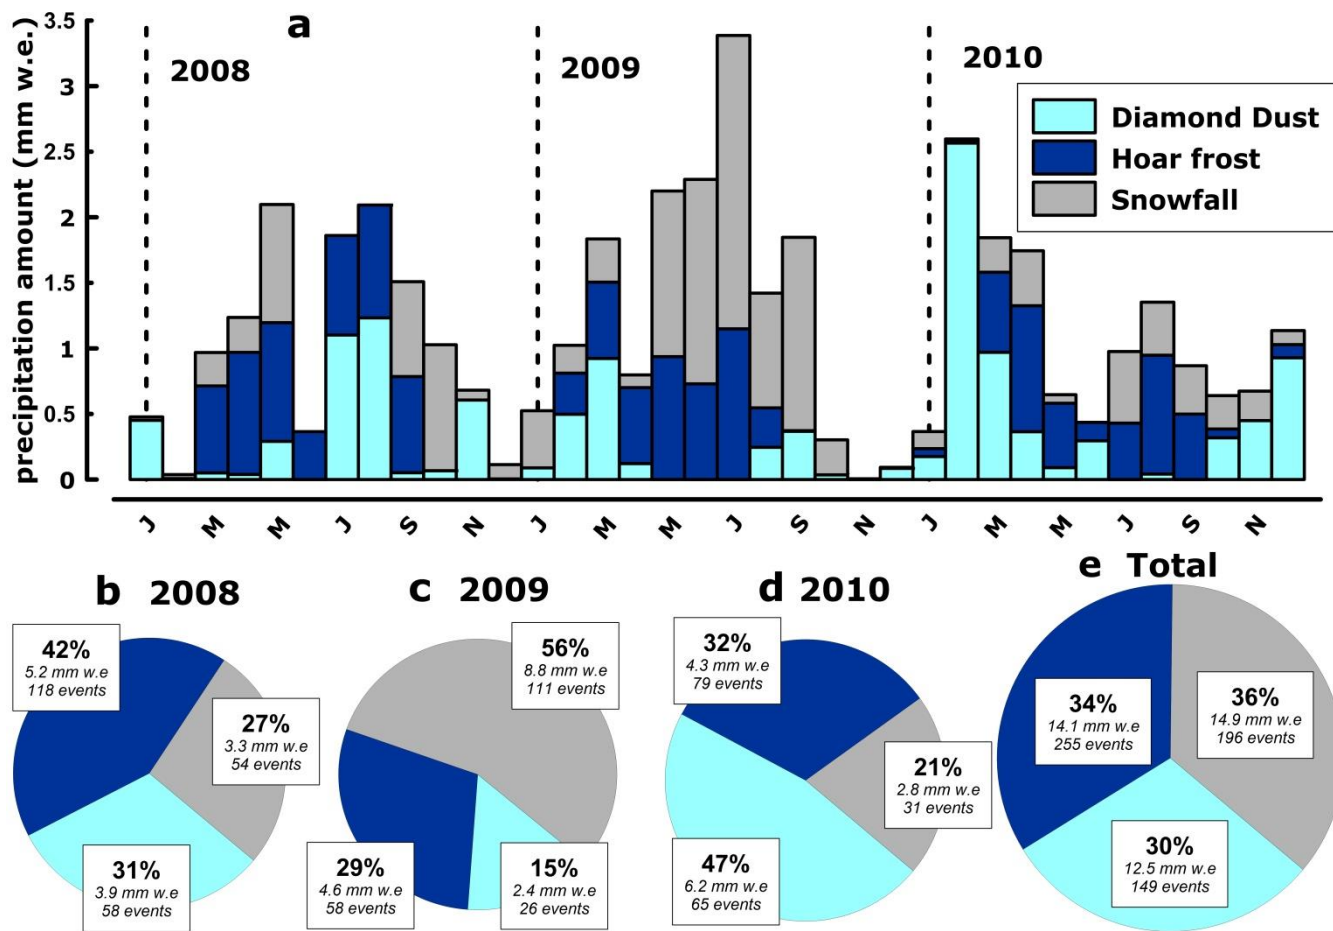 a
3.5
3
2.5
2
1.5
1
0.5
0
precipitation amount (mm w.e.)
2008
2009
2010
Diamond Dust
Hoar frost
Snowfall
J M M J S N J M M J S N J M M J S N
b 2008
42%
5.2 mm w.e
118 events
27%
3.3 mm w.e
54 events
31%
3.9 mm w.e
58 events
c 2009
56%
8.8 mm w.e
111 events
29%
4.6 mm w.e
58 events
15%
2.4 mm w.e
26 events
d 2010
32%
4.3 mm w.e
79 events
21%
2.8 mm w.e
31 events
47%
6.2 mm w.e
65 events
e Total
34%
14.1 mm w.e
255 events
36%
14.9 mm w.e
196 events
30%
12.5 mm w.e
149 events